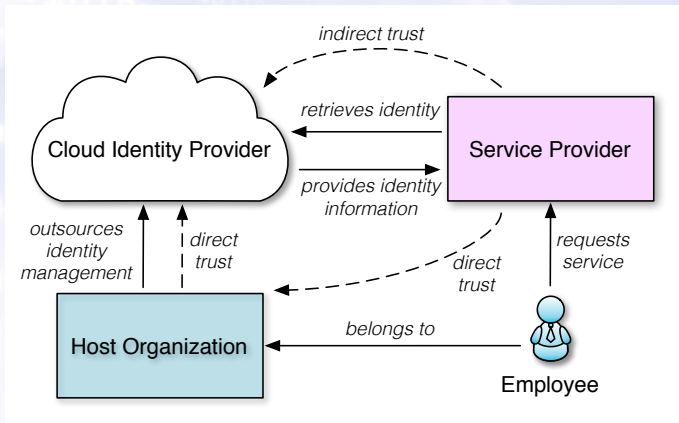 indirect trust
retrieves identity
Cloud Identity Provider
Service Provider
provides identity
information
outsources
identity
management
direct
trust
direct
trust
requests
service
Host Organization
belongs to
Employee